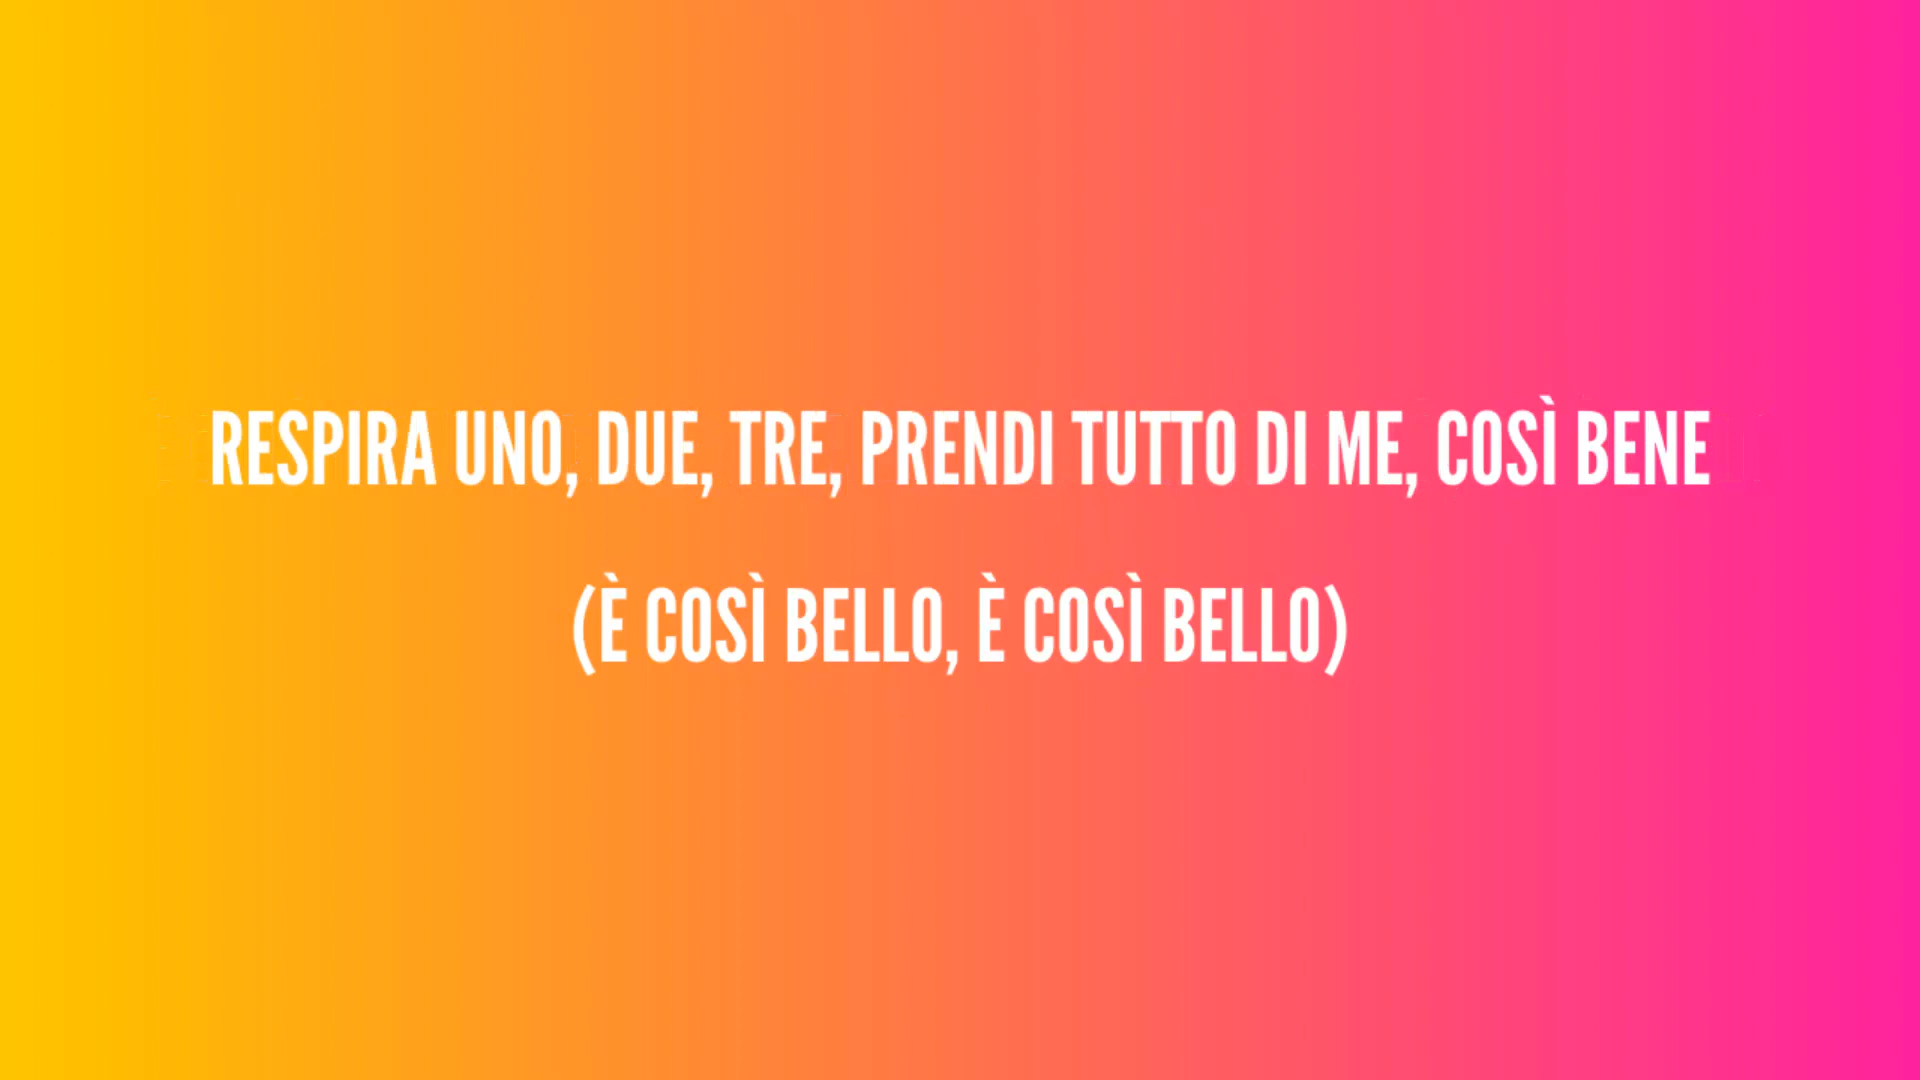 RESPIRA UNO, DUE, TRE, PRENDI TUTTO DI ME, COSÌ BENE
(È COSÌ BELLO, È COSÌ BELLO)